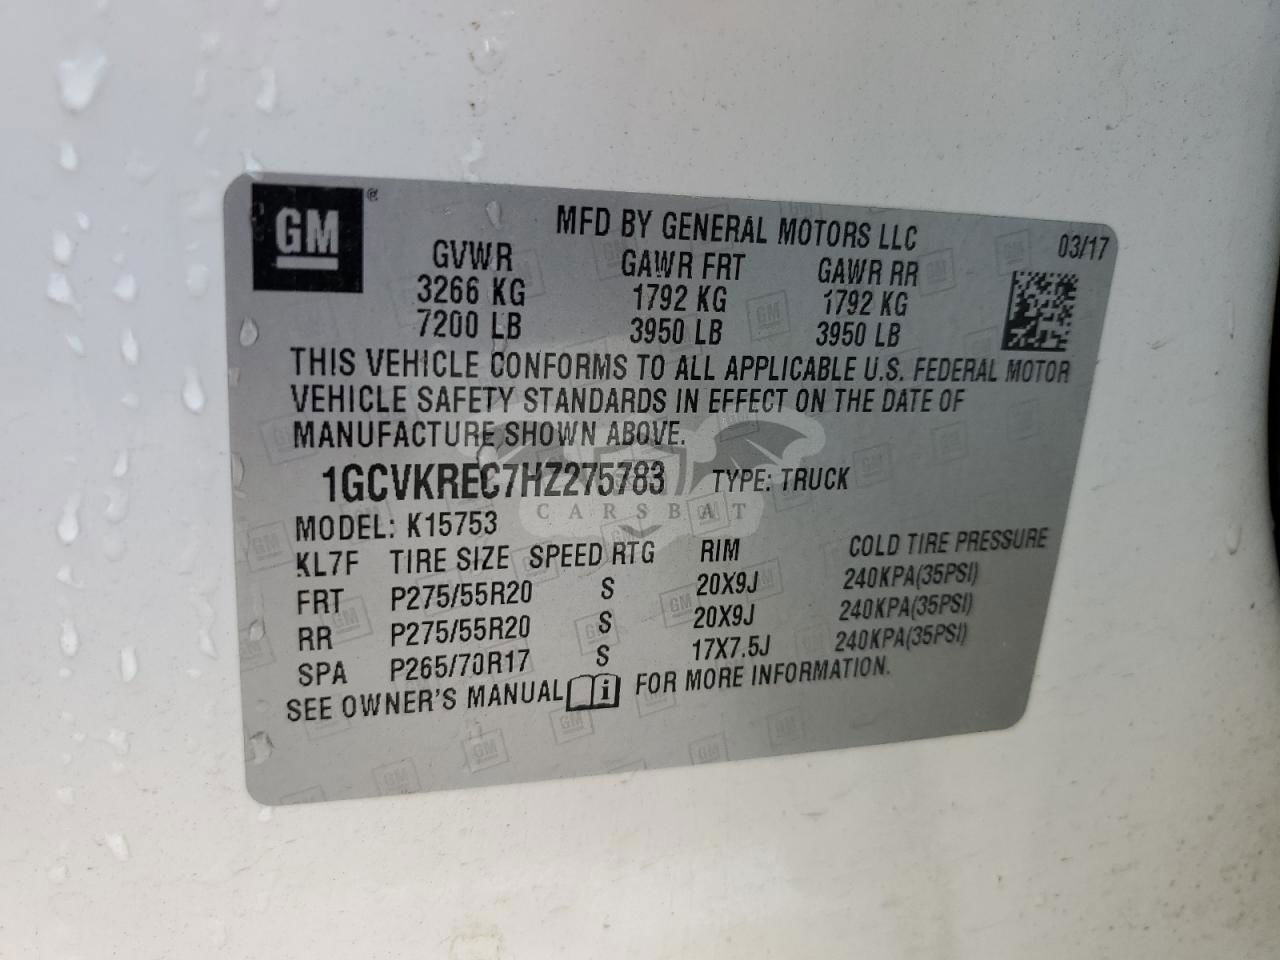 GM ®
MFD BY GENERAL MOTORS LLC 03/17
GVWR GAWR FRT GAWR RR
3266 KG 1792 KG 1792 KG
7200 LB 3950 LB 3950 LB
THIS VEHICLE CONFORMS TO ALL APPLICABLE U.S. FEDERAL MOTOR
VEHICLE SAFETY STANDARDS IN EFFECT ON THE DATE OF
MANUFACTURE SHOWN ABOVE.
1GCVKREC7HZ275783 TYPE: TRUCK
CARSBAT
MODEL: K15753
KL7F TIRE SIZE SPEED RTG RIM COLD TIRE PRESSURE
FRT P275/55R20 S 20X9J 240KPA(35PSI)
RR P275/55R20 S 20X9J 240KPA(35PSI)
SPA P265/70R17 S 17X7.5J 240KPA(35PSI)
SEE OWNER'S MANUAL i FOR MORE INFORMATION.